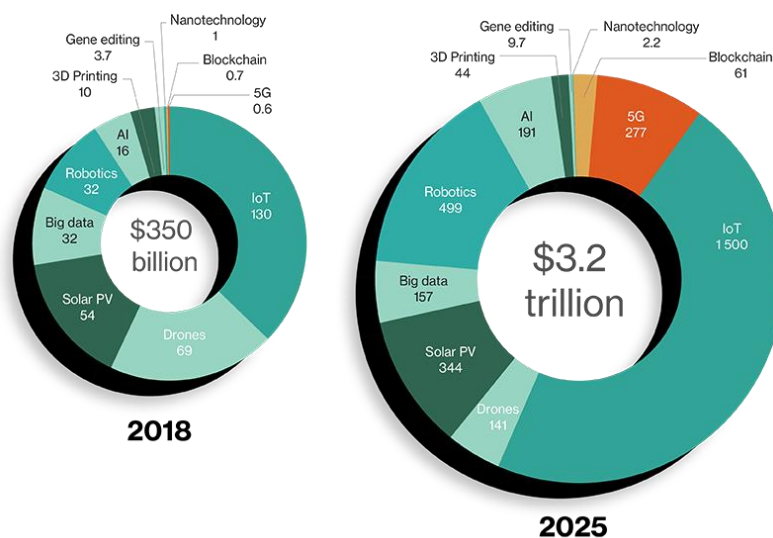 Nanotechnology
1
Gene editing
3.7
Blockchain
0.7
3D Printing
10
5G
0.6
AI
16
IoT
130
Robotics
32
Big data
32
$350
billion
Solar PV
54
Drones
69
2018
Gene editing
9.7
Nanotechnology
2.2
3D Printing
44
Blockchain
61
AI
191
5G
277
Robotics
499
IoT
1 500
Big data
157
$3.2
trillion
Solar PV
344
Drones
141
2025